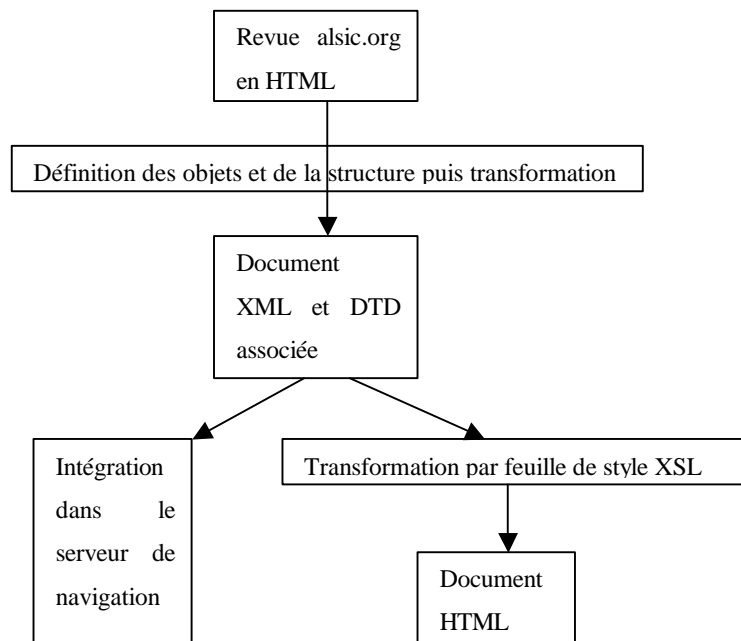 Revue alsic.org
en HTML
Définition des objets et de la structure puis transformation
Document
XML et DTD
associée
Intégration
dans le
serveur de
navigation
Transformation par feuille de style XSL
Document
HTML